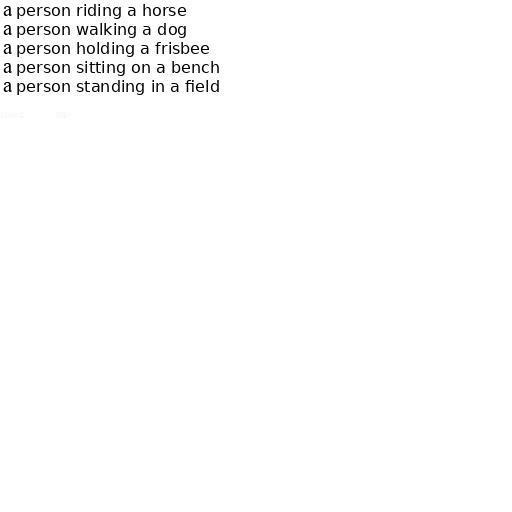 a person riding a horse
a person walking a dog
a person holding a frisbee
a person sitting on a bench
a person standing in a field